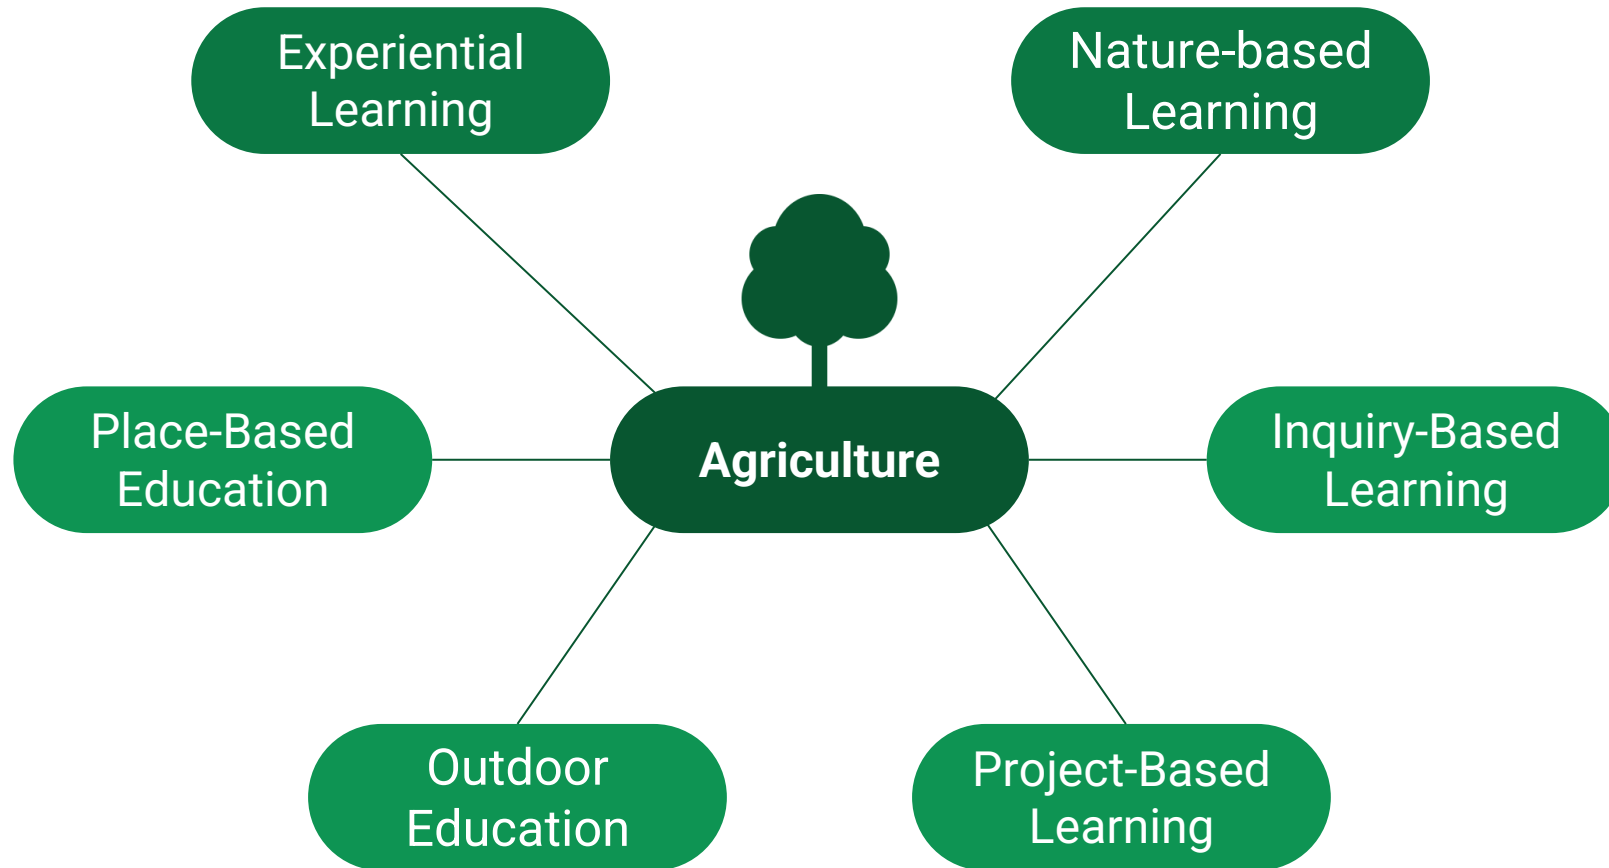 Experiential
Learning
Nature-based
Learning
Place-Based
Education
Agriculture
Inquiry-Based
Learning
Outdoor
Education
Project-Based
Learning